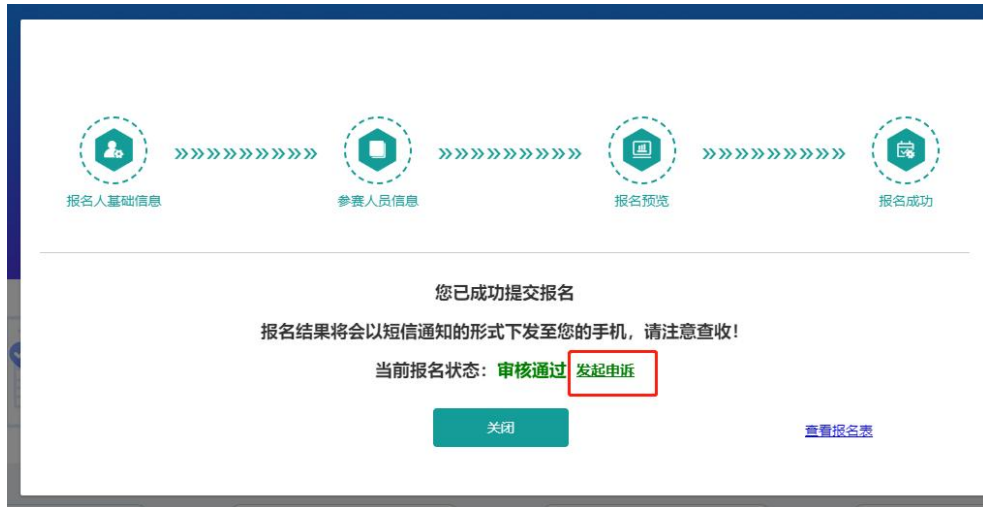 报名人基础信息 参赛人员信息 报名预览 报名成功
您已成功提交报名
报名结果将会以短信通知的形式下发至您的手机，请注意查收！
当前报名状态：审核通过 发起申诉
关闭
查看报名表